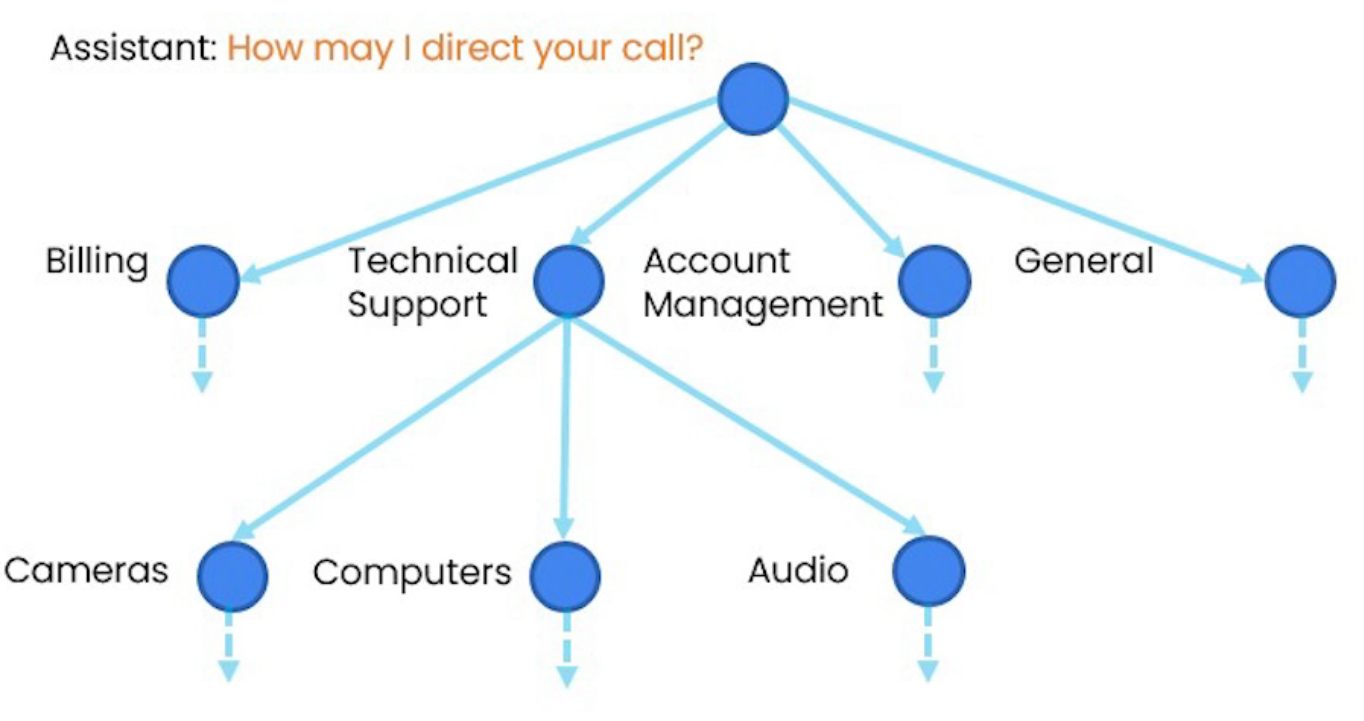 Assistant: How may I direct your call?
Billing
Technical
Support
Account
Management
General
Cameras
Computers
Audio